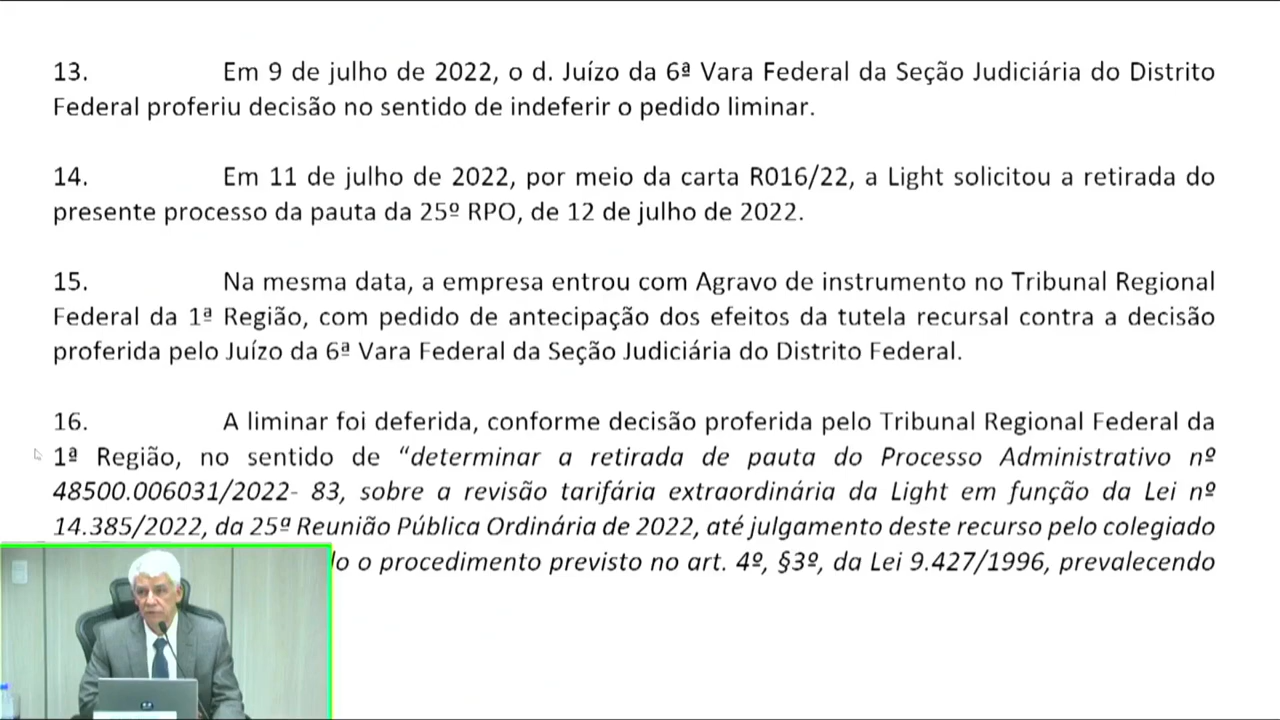 13. Em 9 de julho de 2022, o d. Juízo da 6ª Vara Federal da Seção Judiciária do Distrito
Federal proferiu decisão no sentido de indeferir o pedido liminar.
14. Em 11 de julho de 2022, por meio da carta R016/22, a Light solicitou a retirada do
presente processo da pauta da 25º RPO, de 12 de julho de 2022.
15. Na mesma data, a empresa entrou com Agravo de instrumento no Tribunal Regional
Federal da 1ª Região, com pedido de antecipação dos efeitos da tutela recursal contra a decisão
proferida pelo Juízo da 6ª Vara Federal da Seção Judiciária do Distrito Federal.
16. A liminar foi deferida, conforme decisão proferida pelo Tribunal Regional Federal da
1ª Região, no sentido de “determinar a retirada de pauta do Processo Administrativo nº
48500.006031/2022- 83, sobre a revisão tarifária extraordinária da Light em função da Lei nº
14.385/2022, da 25ª Reunião Pública Ordinária de 2022, até julgamento deste recurso pelo colegiado
o procedimento previsto no art. 4º, §3º, da Lei 9.427/1996, prevalecendo